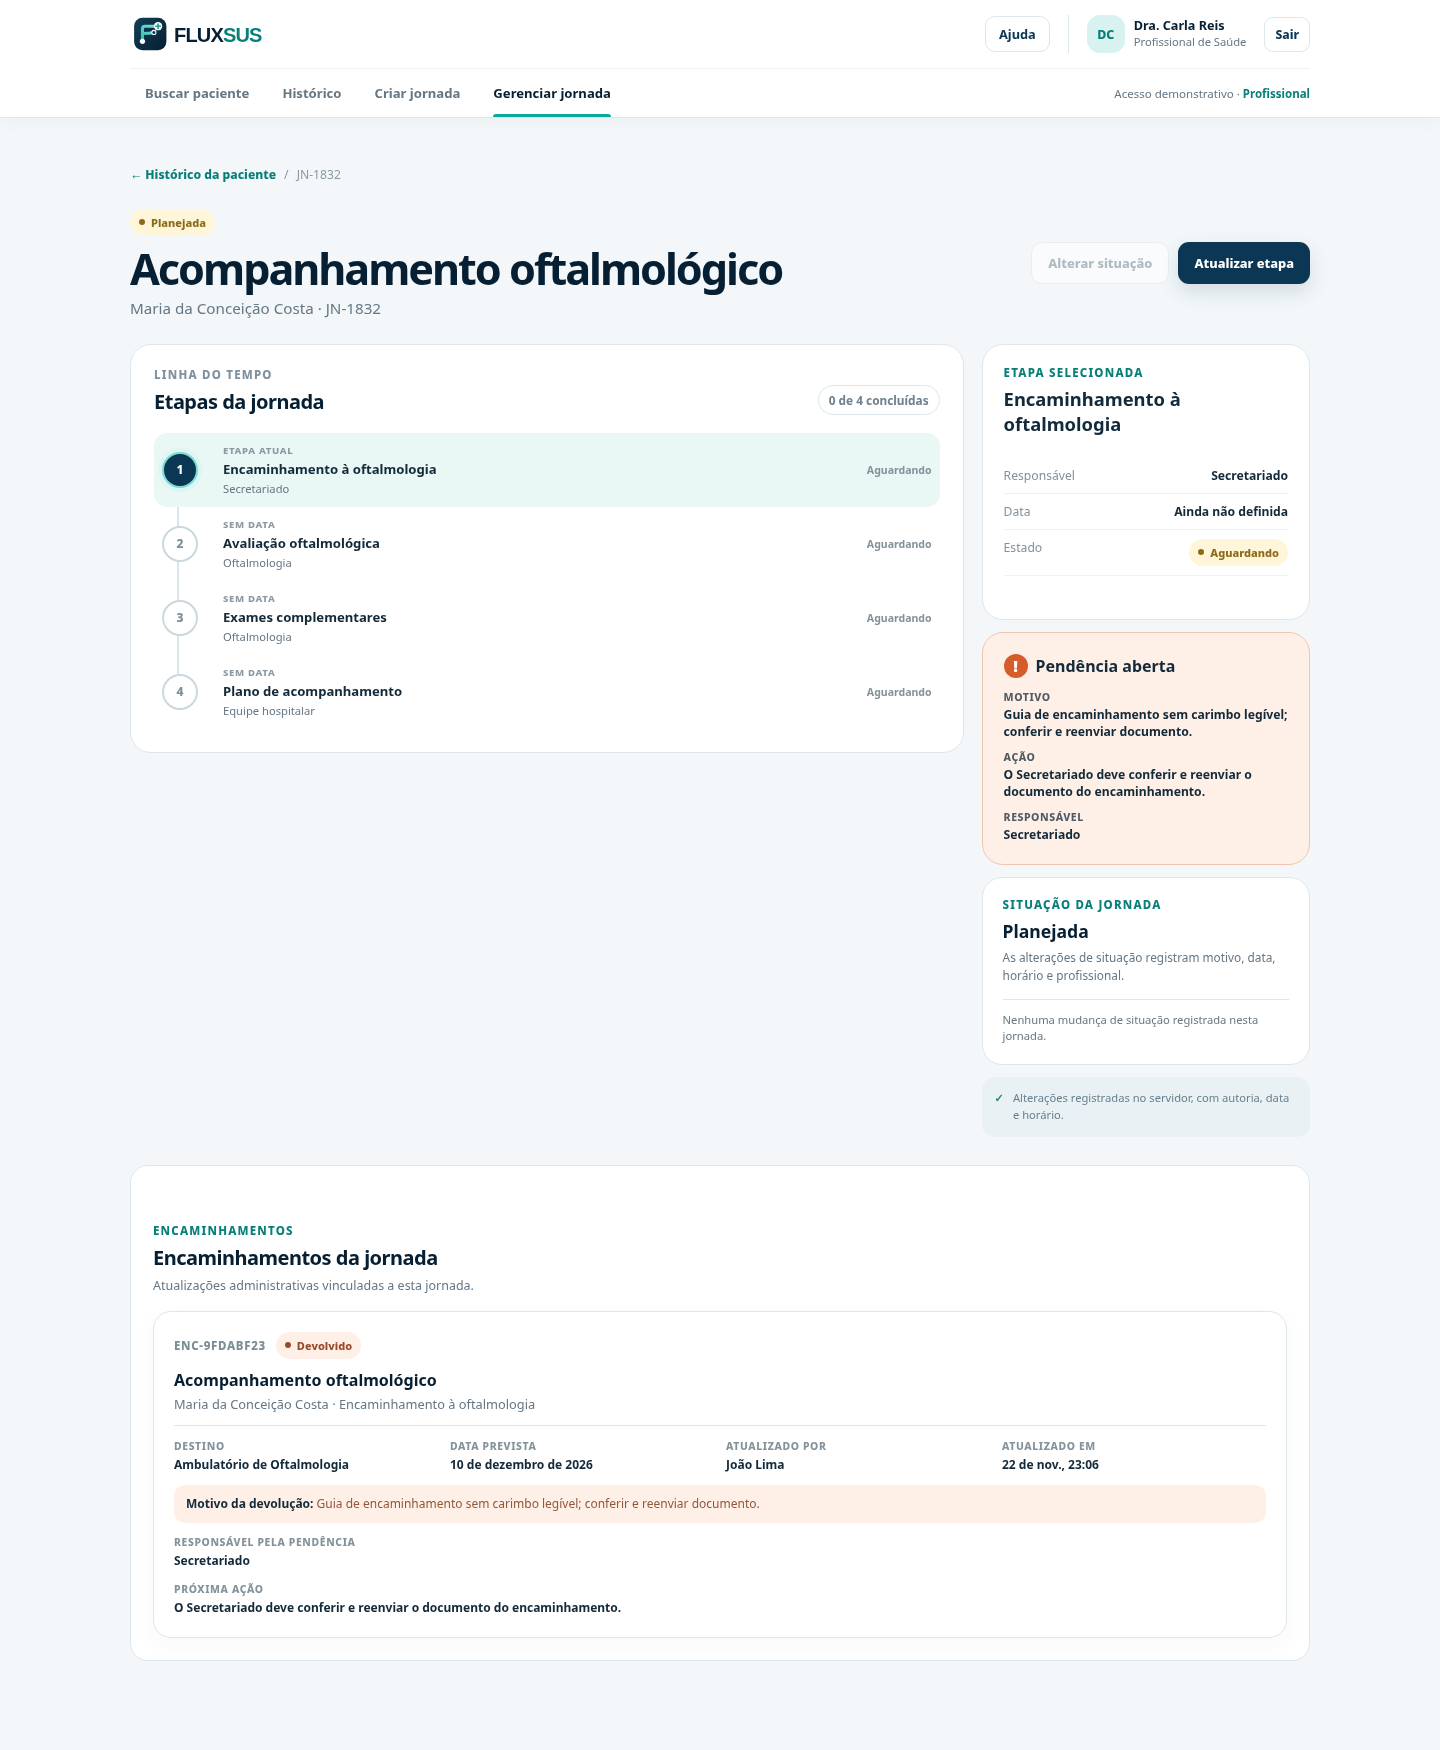 FLUXSUS
Ajuda
DC
Dra. Carla Reis
Profissional de Saúde
Sair
Buscar paciente
Histórico
Criar jornada
Gerenciar jornada
Acesso demonstrativo · Profissional
← Histórico da paciente / JN-1832
Planejada
Acompanhamento oftalmológico
Maria da Conceição Costa · JN-1832
Alterar situação
Atualizar etapa
LINHA DO TEMPO
Etapas da jornada
0 de 4 concluídas
1
ETAPA ATUAL
Encaminhamento à oftalmologia
Secretariado
Aguardando
2
SEM DATA
Avaliação oftalmológica
Oftalmologia
Aguardando
3
SEM DATA
Exames complementares
Oftalmologia
Aguardando
4
SEM DATA
Plano de acompanhamento
Equipe hospitalar
Aguardando
ETAPA SELECIONADA
Encaminhamento à
oftalmologia
Responsável
Secretariado
Data
Ainda não definida
Estado
Aguardando
! Pendência aberta
MOTIVO
Guia de encaminhamento sem carimbo legível;
conferir e reenviar documento.
AÇÃO
O Secretariado deve conferir e reenviar o
documento do encaminhamento.
RESPONSÁVEL
Secretariado
SITUAÇÃO DA JORNADA
Planejada
As alterações de situação registram motivo, data,
horário e profissional.
Nenhuma mudança de situação registrada nesta
jornada.
✓ Alterações registradas no servidor, com autoria, data
e horário.
ENCAMINHAMENTOS
Encaminhamentos da jornada
Atualizações administrativas vinculadas a esta jornada.
ENC-9FDABF23
Devolvido
Acompanhamento oftalmológico
Maria da Conceição Costa · Encaminhamento à oftalmologia
DESTINO
Ambulatório de Oftalmologia
DATA PREVISTA
10 de dezembro de 2026
ATUALIZADO POR
João Lima
ATUALIZADO EM
22 de nov., 23:06
Motivo da devolução: Guia de encaminhamento sem carimbo legível; conferir e reenviar documento.
RESPONSÁVEL PELA PENDÊNCIA
Secretariado
PRÓXIMA AÇÃO
O Secretariado deve conferir e reenviar o documento do encaminhamento.